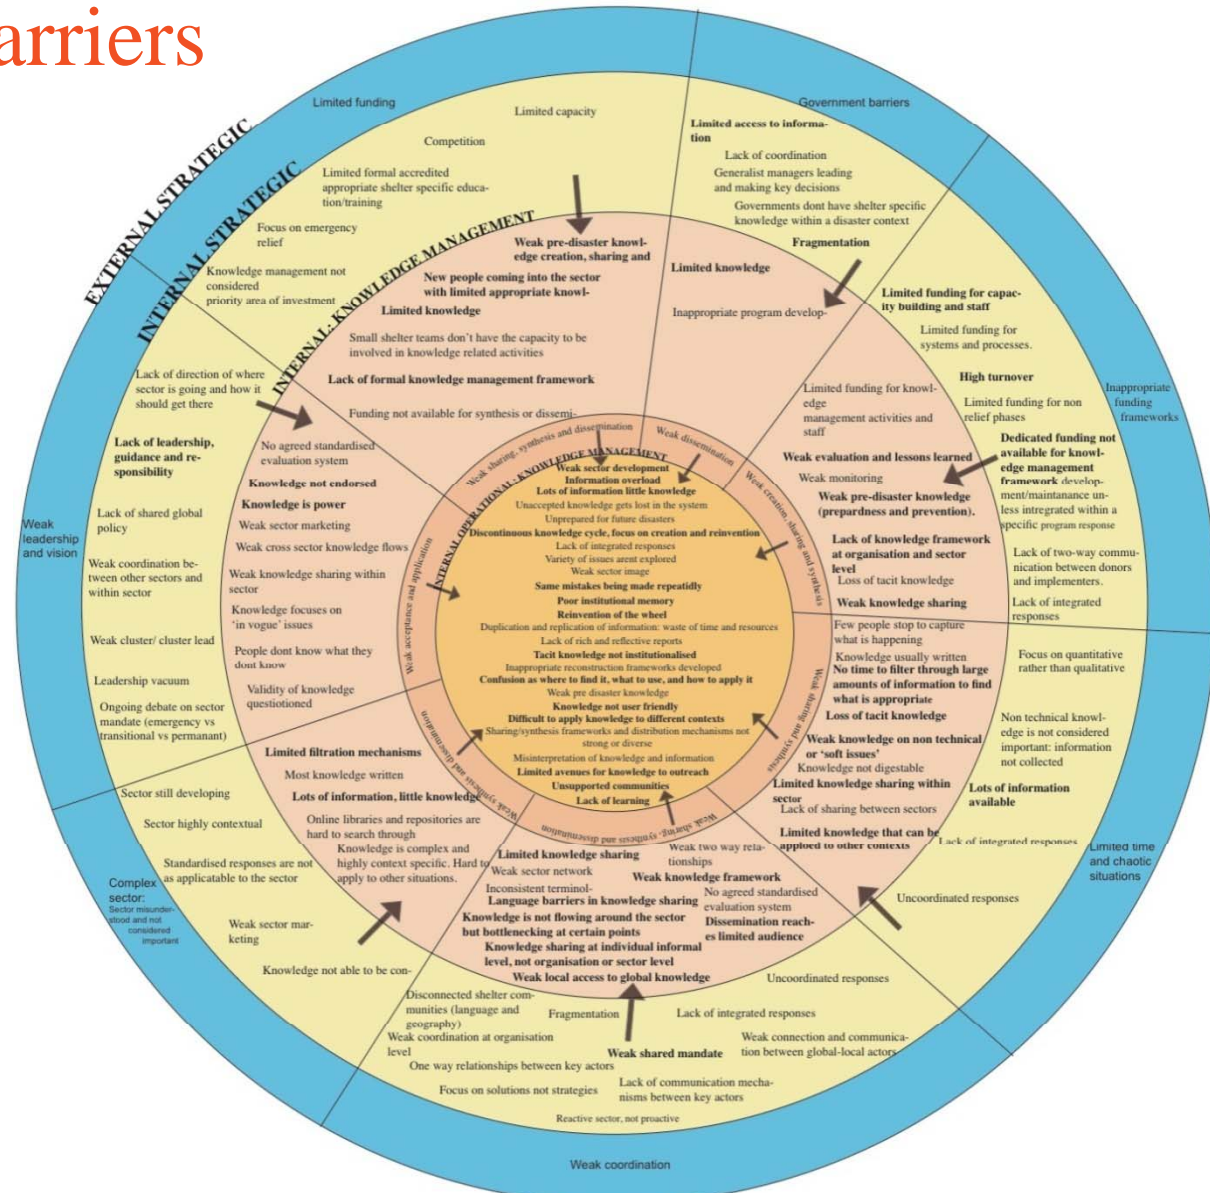 arriers
EXTERNAL STRATEGIC
INTERNAL STRATEGIC
INTERNAL: KNOWLEDGE MANAGEMENT
INTERNAL OPERATIONAL: KNOWLEDGE MANAGEMENT
Limited funding
Government barriers
Inappropriate
funding
frameworks
Limited time
and chaotic
situations
Weak coordination
Complex
sector:
Sector misunder-
stood and not
considered
important
Weak
leadership
and vision
Limited capacity
Competition
Limited formal accredited
appropriate shelter specific educa-
tion/training
Focus on emergency
relief
Knowledge management not
considered
priority area of investment
Weak pre-disaster knowl-
edge creation, sharing and
New people coming into the sector
with limited appropriate knowl-
Limited knowledge
Small shelter teams don't have the capacity to be
involved in knowledge related activities
Lack of formal knowledge management framework
Funding not available for synthesis or dissemi-
Weak sharing, synthesis and dissemination
Limited access to informa-
tion
Lack of coordination
Generalist managers leading
and making key decisions
Governments dont have shelter specific
knowledge within a disaster context
Fragmentation
Limited knowledge
Inappropriate program develop-
Weak dissemination
Limited funding for capac-
ity building and staff
Limited funding for
systems and processes.
High turnover
Limited funding for non
relief phases
Dedicated funding not
available for knowl-
edge management
framework develop-
ment/maintanance un-
less intregrated within a
specific program response
Lack of two-way commu-
nication between donors
and implementers.
Lack of integrated
responses
Limited funding for knowl-
edge
management activities and
staff
Weak evaluation and lessons learned
Weak monitoring
Weak pre-disaster knowledge
(prepardness and prevention).
Lack of knowledge framework
at organisation and sector
level
Loss of tacit knowledge
Weak knowledge sharing
Weak creation, sharing and synthesis
Few people stop to capture
what is happening
Knowledge usually written
No time to filter through large
amounts of information to find
what is appropriate
Loss of tacit knowledge
Weak knowledge on non technical
or 'soft issues'
Knowledge not digestable
Limited knowledge sharing within
sector
Lack of sharing between sectors
Limited knowledge that can be
apploed to other contexts
Weak sharing and synthesis
Focus on quantitative
rather than qualitative
Non technical knowl-
edge is not considered
important: information
not collected
Lots of information
available
Lack of integrated responses
Uncoordinated responses
Limited knowledge sharing
Weak sector network
Inconsistent terminol-
Language barriers in knowledge sharing
Knowledge is not flowing around the sector
but bottlenecking at certain points
Knowledge sharing at individual informal
level, not organisation or sector level
Weak local access to global knowledge
Weak two way rela-
tionships
Weak knowledge framework
No agreed standardised
evaluation system
Dissemination reach-
es limited audience
Weak sharing, synthesis and dissemination
Disconnected shelter com-
munities (language and
geography)
Fragmentation
Weak coordination at organisation
level
One way relationships between key actors
Focus on solutions not strategies
Reactive sector, not proactive
Weak shared mandate
Lack of communication mecha-
nisms between key actors
Uncoordinated responses
Lack of integrated responses
Weak connection and communica-
tion between global-local actors
Limited filtration mechanisms
Most knowledge written
Lots of information, little knowledge
Online libraries and repositories are
hard to search through
Knowledge is complex and
highly context specific. Hard to
apply to other situations.
Weak synthesis and dissemination
Sector still developing
Sector highly contextual
Standardised responses are not
as applicatable to the sector
Weak sector mar-
keting
Knowledge not able to be con-
Lack of direction of where
sector is going and how it
should get there
Lack of leadership,
guidance and re-
sponsibility
Lack of shared global
policy
Weak coordination be-
tween other sectors and
within sector
Weak cluster/ cluster lead
Leadership vacuum
Ongoing debate on sector
mandate (emergency vs
transitional vs permanant)
No agreed standardised
evaluation system
Knowledge not endorsed
Knowledge is power
Weak sector marketing
Weak cross sector knowledge flows
Weak knowledge sharing within
sector
Knowledge focuses on
'in vogue' issues
People dont know what they
dont know
Validity of knowledge
questiotioned
Weak acceptance and application
Weak sector development
Information overload
Lots of information little knowledge
Unaccepted knowledge gets lost in the system
Unprepared for future disasters
Discontinuous knowledge cycle, focus on creation and reinvention
Lack of integrated responses
Variety of issues arent explored
Weak sector image
Same mistakes being made repeatidly
Poor institutional memory
Reinvention of the wheel
Duplication and replication of information: waste of time and resources
Lack of rich and reflective reports
Tacit knowledge not institutionalised
Inappropriate reconstruction frameworks developed
Confusion as where to find it, what to use, and how to apply it
Weak pre disaster knowledge
Knowledge not user friendly
Difficult to apply knowledge to different contexts
Sharing/synthesis frameworks and distribution mechanisms not
strong or diverse
Misinterpretation of knowledge and information
Limited avenues for knowledge to outreach
Unsupported communities
Lack of learning